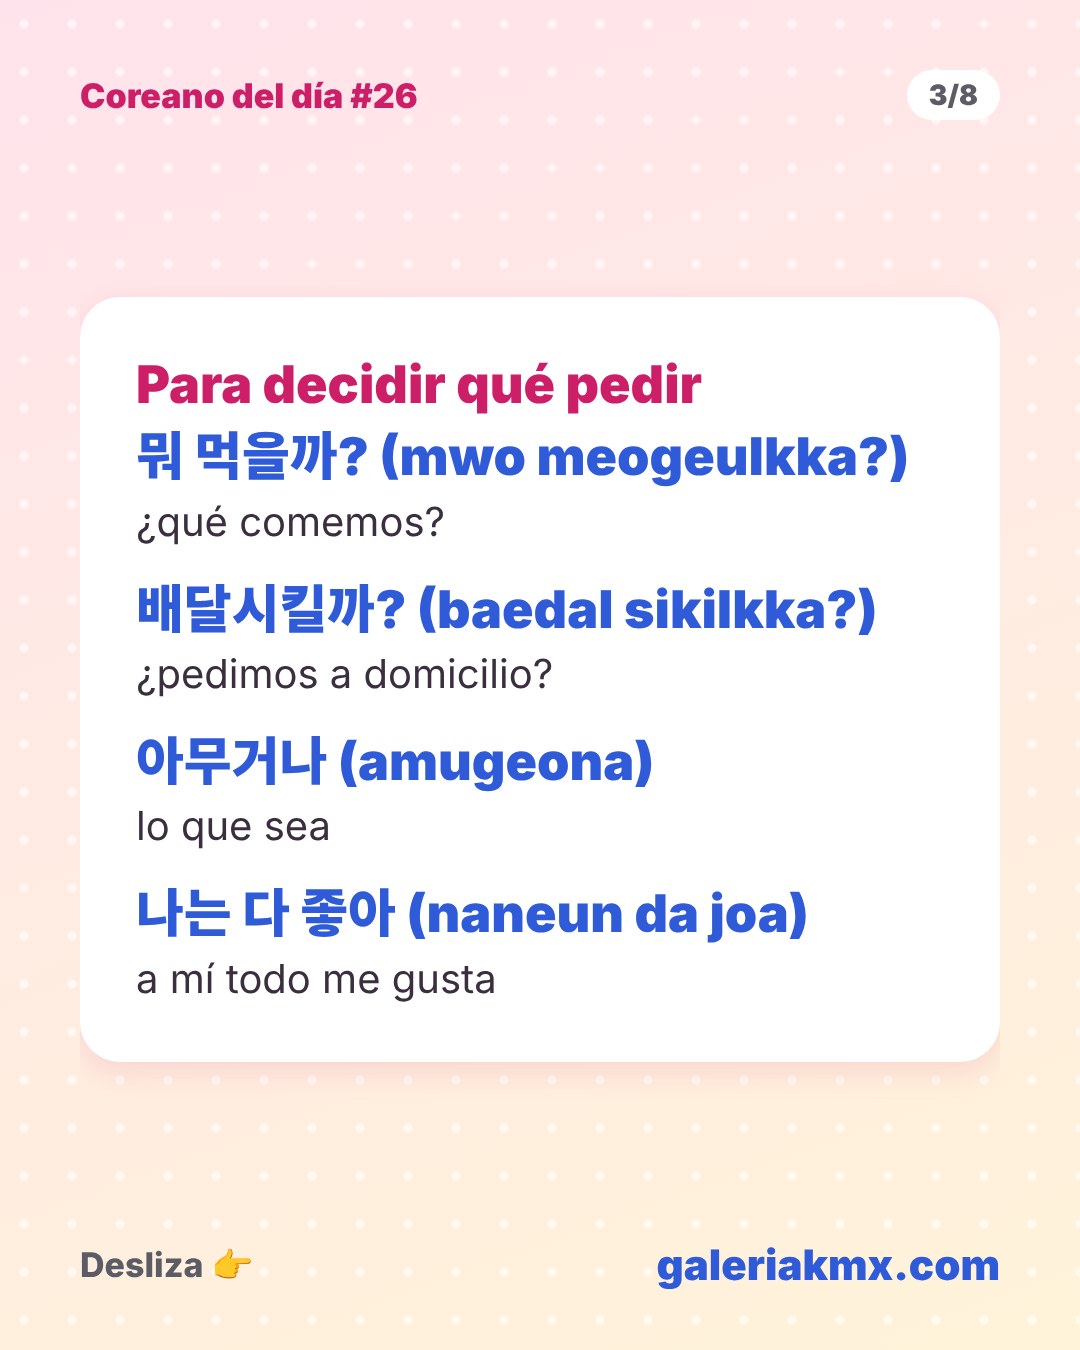 Coreano del día #26
3/8
Para decidir qué pedir
뭐 먹을까? (mwo meogeulkka?)
¿qué comemos?
배달시킬까? (baedal sikilkka?)
¿pedimos a domicilio?
아무거나 (amugeona)
lo que sea
나는 다 좋아 (naneun da joa)
a mí todo me gusta
Desliza 👉
galeriakmx.com